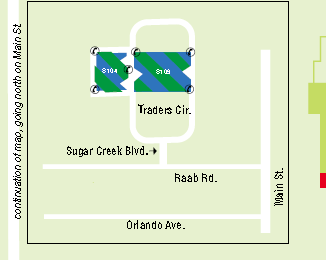 continuation of map, going north on Main St.
S104
S103
Traders Cir.
Sugar Creek Blvd.→
Raab Rd.
Main St.
Orlando Ave.